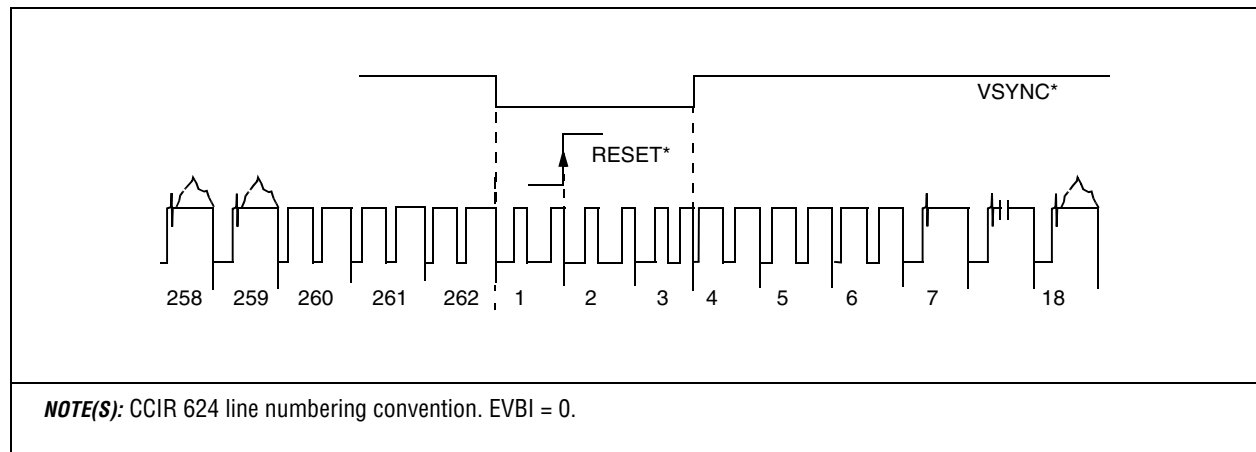 VSYNC*
RESET*
258 259 260 261 262 1 2 3 4 5 6 7 18
NOTE(S): CCIR 624 line numbering convention. EVBI = 0.